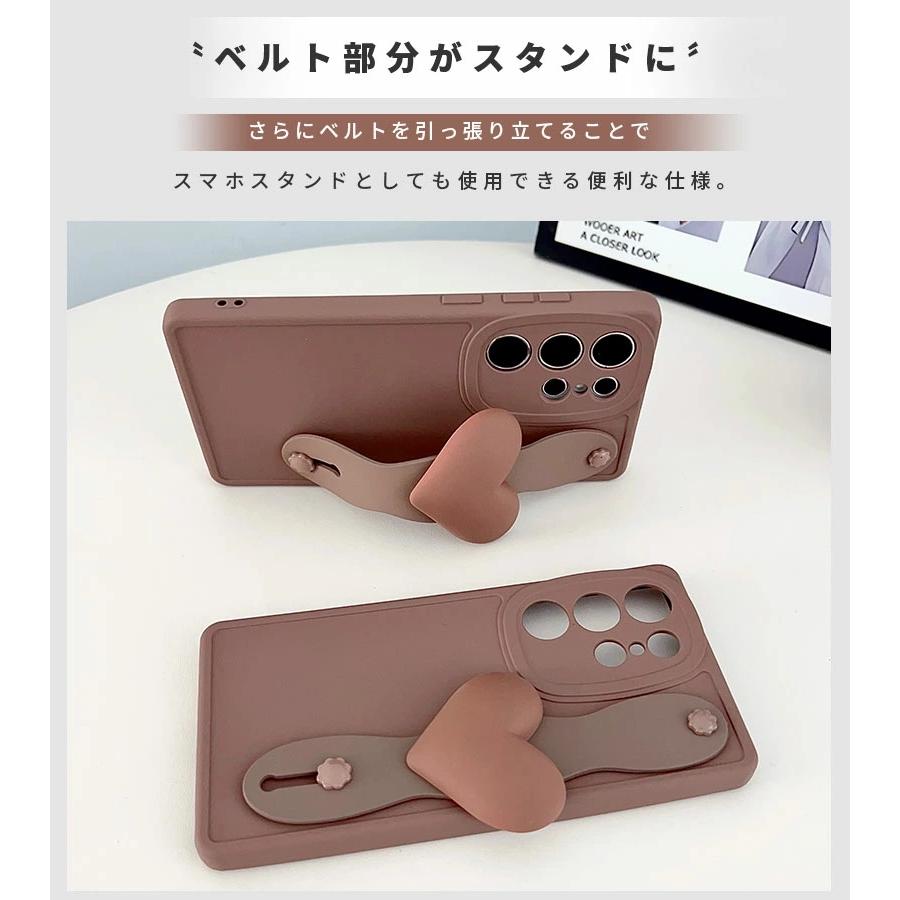 〝ベルト部分がスタンドに〞
さらにベルトを引っ張り立てることで
スマホスタンドとしても使用できる便利な仕様。
WOOER ART
A CLOSER LOOK